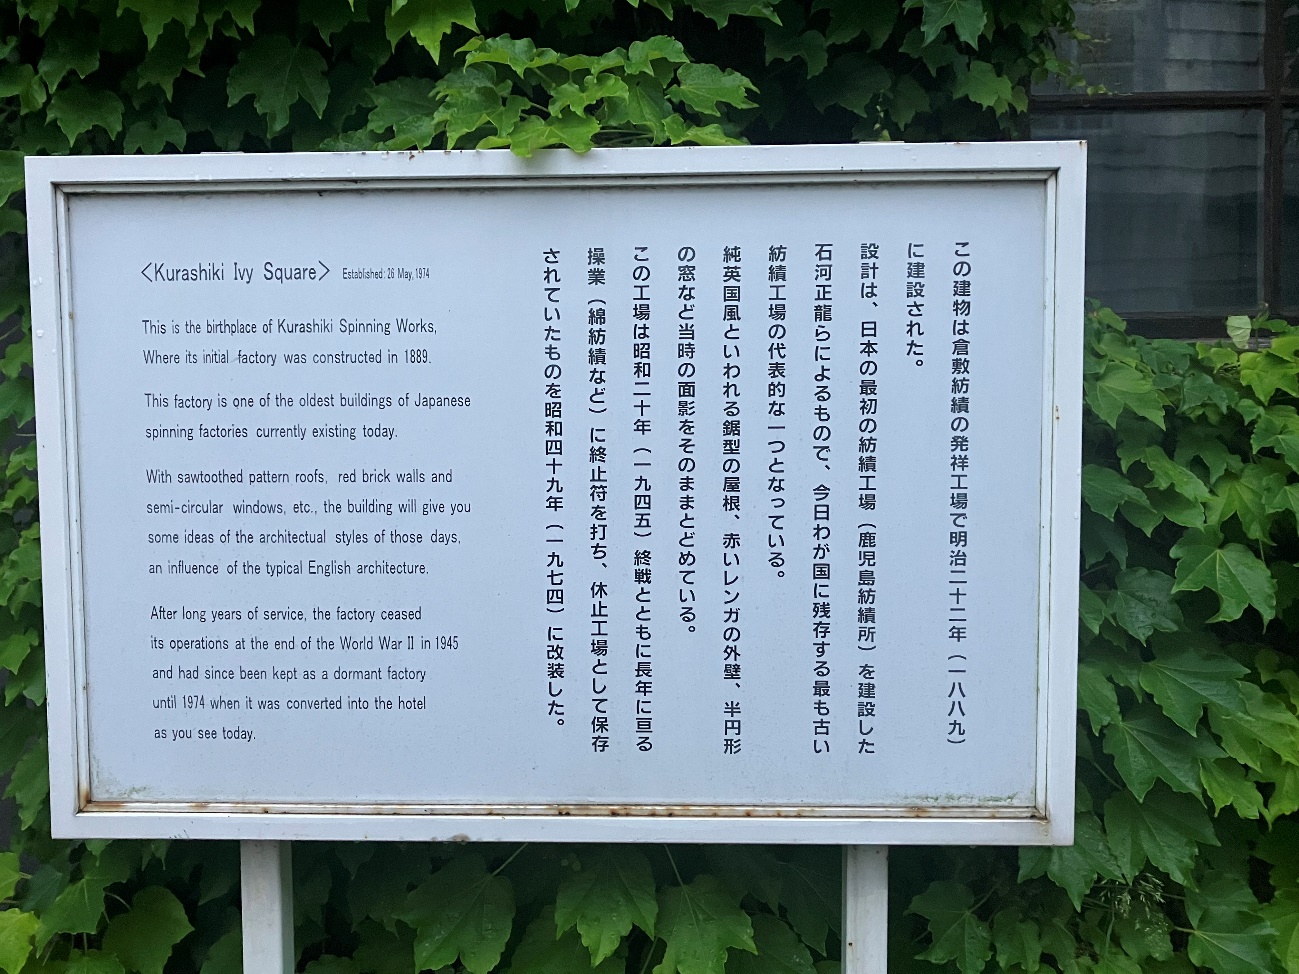 <Kurashiki Ivy Square> Established: 26 May, 1974
This is the birthplace of Kurashiki Spinning Works,
Where its initial factory was constructed in 1889.
This factory is one of the oldest buildings of Japanese
spinning factories currently existing today.
With sawtoothed pattern roofs, red brick walls and
semi-circular windows, etc., the building will give you
some ideas of the architectual styles of those days,
an influence of the typical English architecture.
After long years of service, the factory ceased
its operations at the end of the World War II in 1945
and had since been kept as a dormant factory
until 1974 when it was converted into the hotel
as you see today.
この建物は倉敷紡績の発祥工場で明治二十二年（一八八九）
に建設された。
設計は、日本の最初の紡績工場（鹿児島紡績所）を建設した
石河正龍らによるもので、今日わが国に残存する最も古い
紡績工場の代表的な一つとなっている。
純英国風といわれる鋸型の屋根、赤いレンガの外壁、半円形
の窓など当時の面影をそのままとどめている。
この工場は昭和二十年（一九四五）終戦とともに長年に亘る
操業（綿紡績など）に終止符を打ち、休止工場として保存
されていたものを昭和四十九年（一九七四）に改装した。